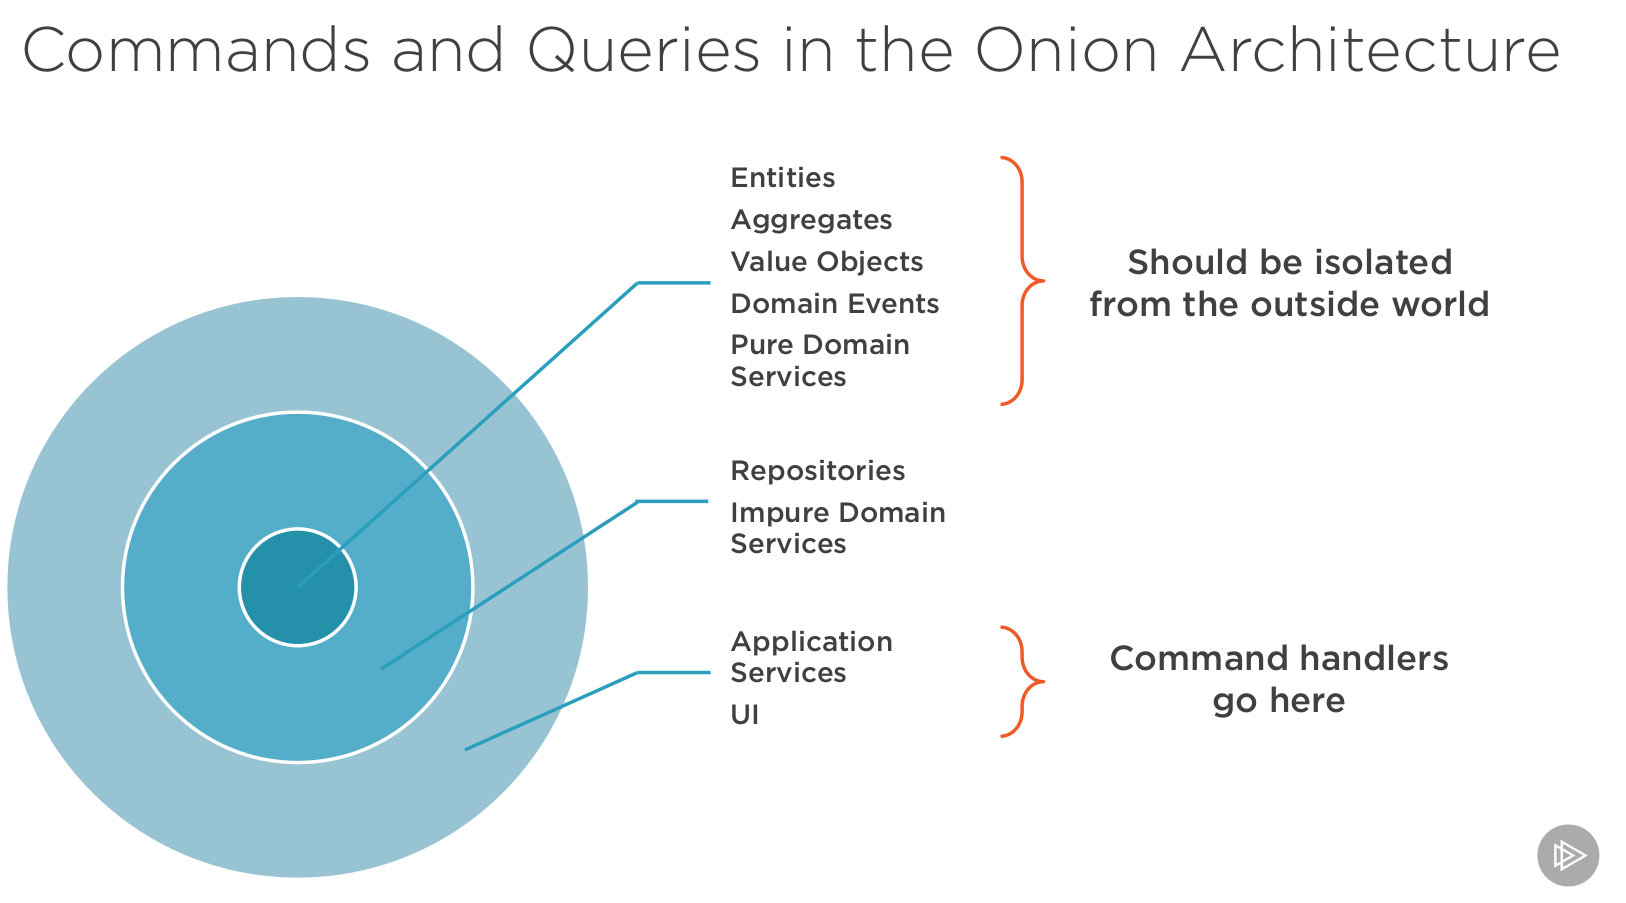 Commands and Queries in the Onion Architecture
Entities
Aggregates
Value Objects
Domain Events
Pure Domain
Services
Should be isolated
from the outside world
Repositories
Impure Domain
Services
Application
Services
UI
Command handlers
go here